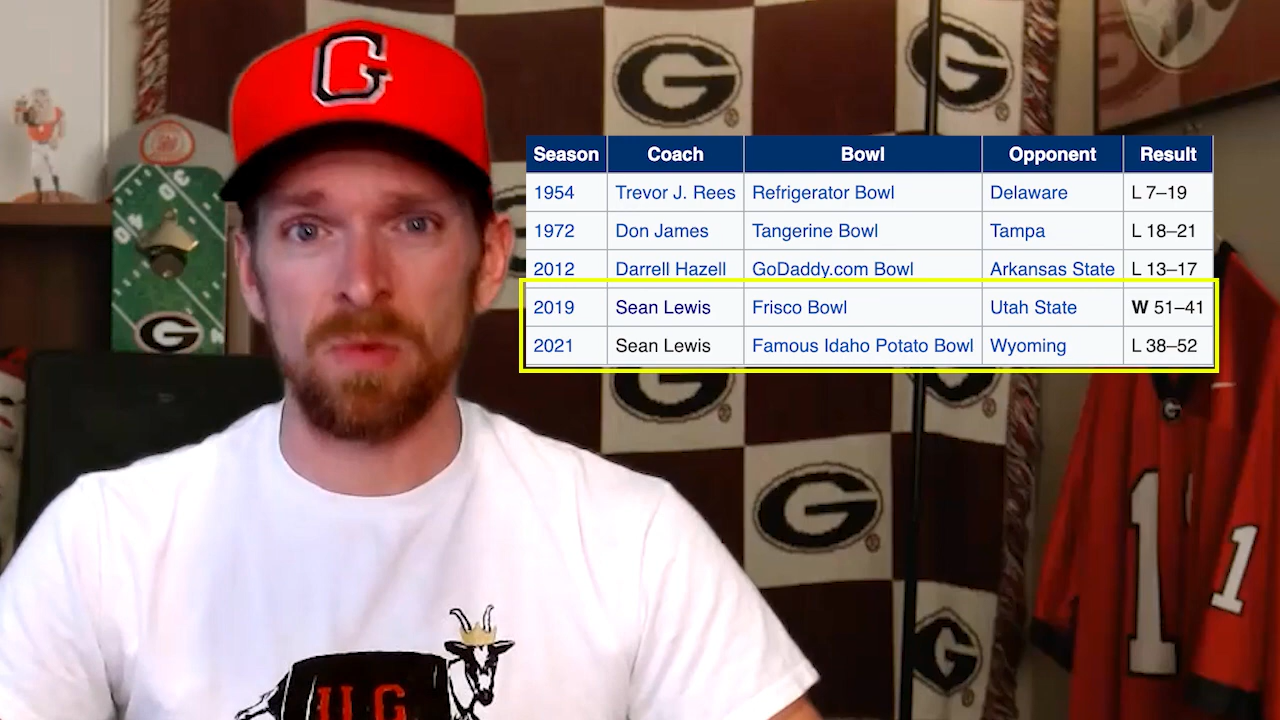 G
Season Coach Bowl Opponent Result
1954 Trevor J. Rees Refrigerator Bowl Delaware L 7–19
1972 Don James Tangerine Bowl Tampa L 18–21
2012 Darrell Hazell GoDaddy.com Bowl Arkansas State L 13–17
2019 Sean Lewis Frisco Bowl Utah State W 51–41
2021 Sean Lewis Famous Idaho Potato Bowl Wyoming L 38–52
G
G
G
G
G
G
G
®
1
1
U.G.